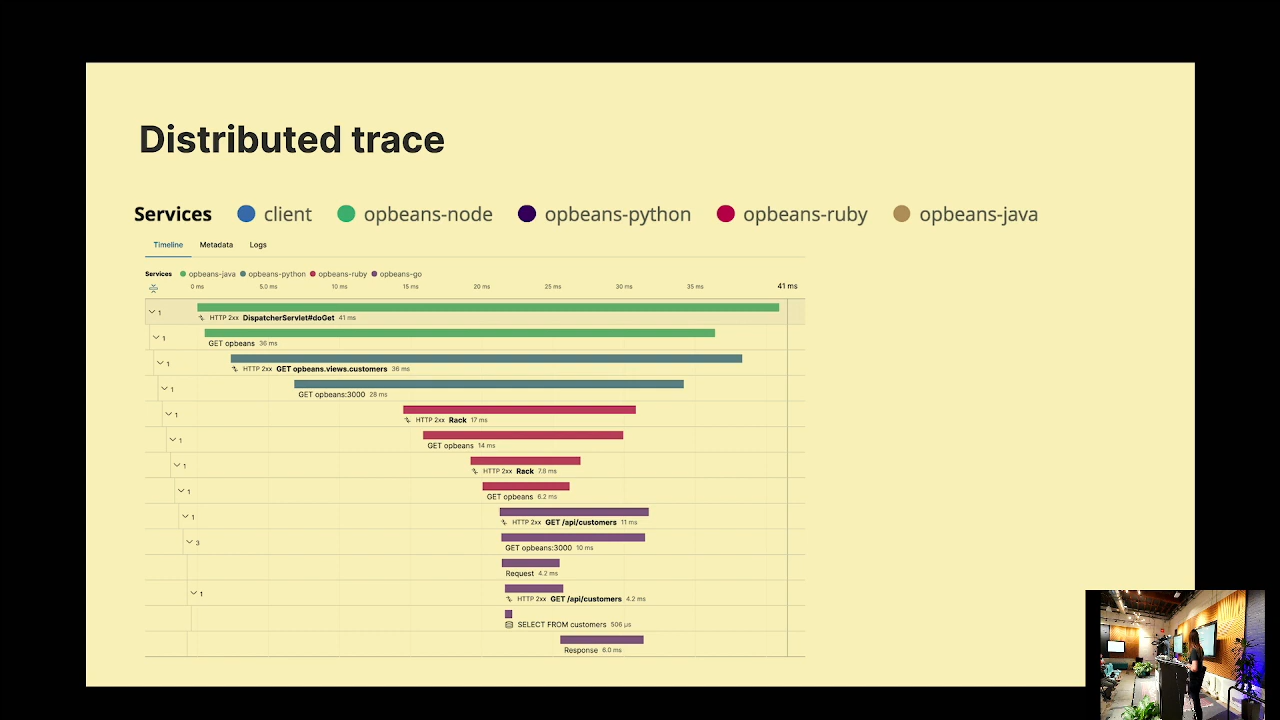 Distributed trace
Services client opbeans-node opbeans-python opbeans-ruby opbeans-java
Timeline Metadata Logs
Services opbeans-java opbeans-python opbeans-ruby opbeans-go
0 ms 5.0 ms 10 ms 15 ms 20 ms 25 ms 30 ms 35 ms 41 ms
1
HTTP 2xx DispatcherServlet#doGet 41 ms
1
GET opbeans 36 ms
1
HTTP 2xx GET opbeans.views.customers 36 ms
1
GET opbeans:3000 28 ms
1
HTTP 2xx Rack 17 ms
1
GET opbeans 14 ms
1
HTTP 2xx Rack 7.8 ms
1
GET opbeans 6.2 ms
1
HTTP 2xx GET /api/customers 11 ms
3
GET opbeans:3000 10 ms
Request 4.2 ms
1
HTTP 2xx GET /api/customers 4.2 ms
SELECT FROM customers 506 μs
Response 6.0 ms